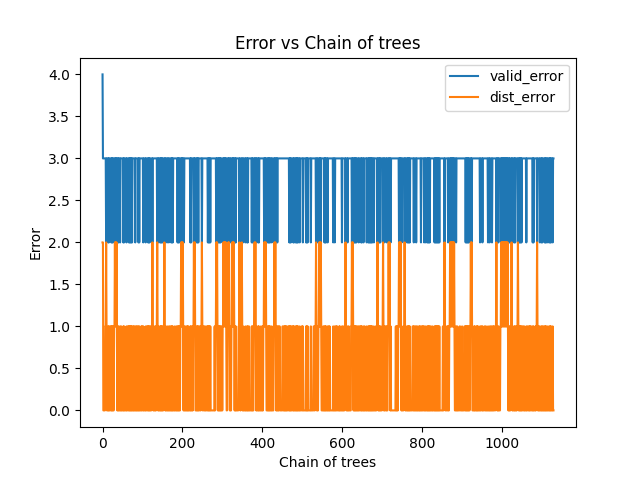 Error vs Chain of trees
valid_error
dist_error
4.0
3.5
3.0
2.5
2.0
1.5
1.0
0.5
0.0
Error
0 200 400 600 800 1000
Chain of trees